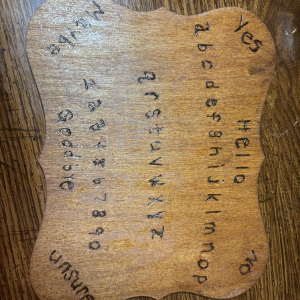 yes no
HEllO
abcdefghijklmnop
qrstuvwxyz
1234567890
Goodbye
Maybe unsure